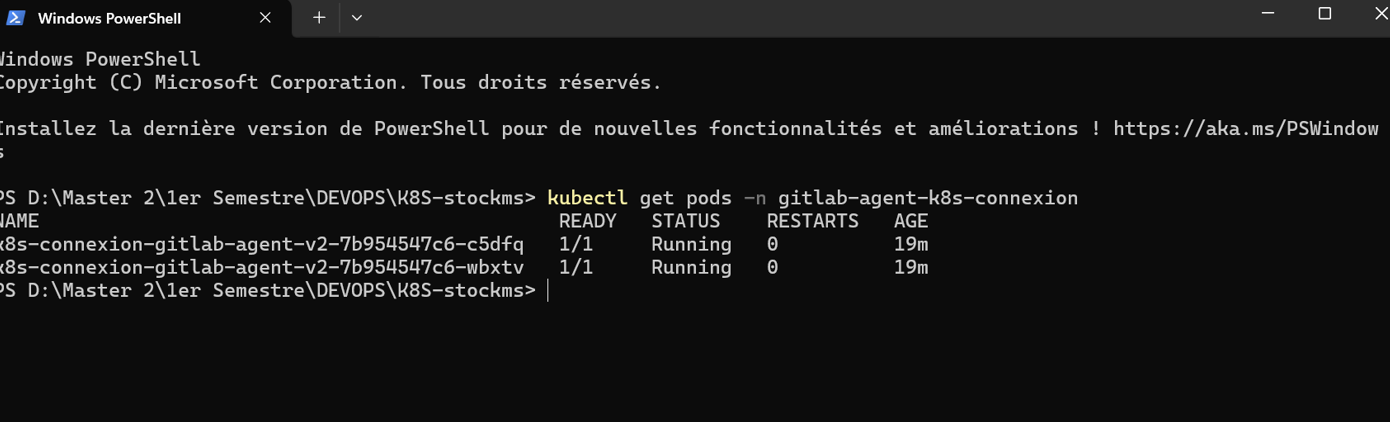 Windows PowerShell
Windows PowerShell
Copyright (C) Microsoft Corporation. Tous droits réservés.
Installez la dernière version de PowerShell pour de nouvelles fonctionnalités et améliorations ! https://aka.ms/PSWindow
s
PS D:\Master 2\1er Semestre\DEVOPS\K8S-stockms> kubectl get pods -n gitlab-agent-k8s-connexion
NAME READY STATUS RESTARTS AGE
k8s-connexion-gitlab-agent-v2-7b954547c6-c5dfq 1/1 Running 0 19m
k8s-connexion-gitlab-agent-v2-7b954547c6-wbxtv 1/1 Running 0 19m
PS D:\Master 2\1er Semestre\DEVOPS\K8S-stockms>